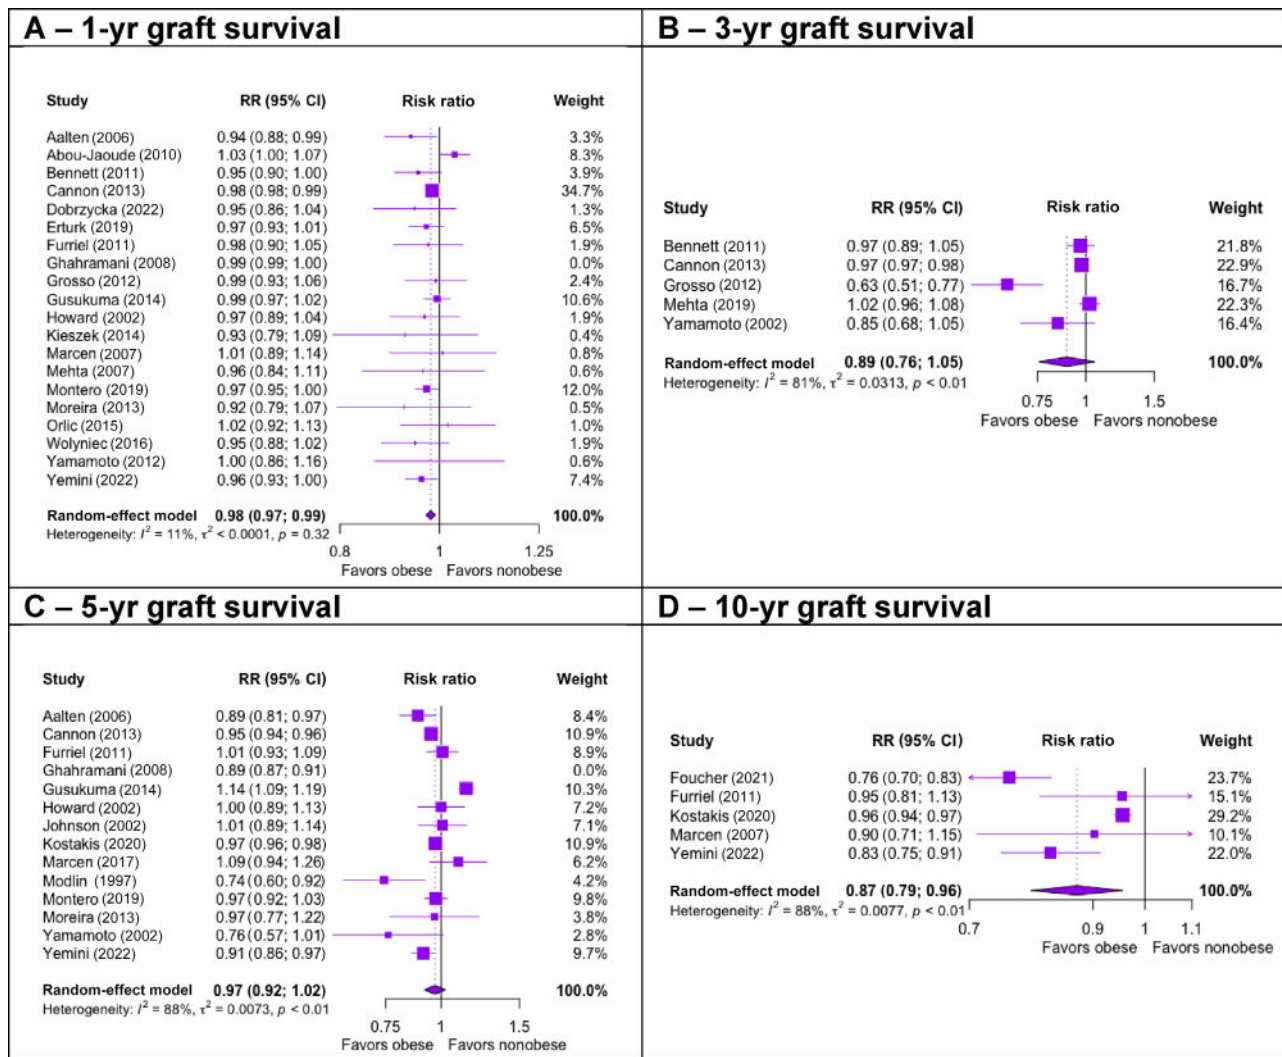 A – 1-yr graft survival
Study RR (95% CI) Risk ratio Weight
Aalten (2006) 0.94 (0.88; 0.99) 3.3%
Abou-Jaoude (2010) 1.03 (1.00; 1.07) 8.3%
Bennett (2011) 0.95 (0.90; 1.00) 3.9%
Cannon (2013) 0.98 (0.98; 0.99) 34.7%
Dobrzycka (2022) 0.95 (0.86; 1.04) 1.3%
Erturk (2019) 0.97 (0.93; 1.01) 6.5%
Furriel (2011) 0.98 (0.90; 1.05) 1.9%
Ghahramani (2008) 0.99 (0.99; 1.00) 0.0%
Grosso (2012) 0.99 (0.93; 1.06) 2.4%
Gusukuma (2014) 0.99 (0.97; 1.02) 10.6%
Howard (2002) 0.97 (0.89; 1.04) 1.9%
Kieszek (2014) 0.93 (0.79; 1.09) 0.4%
Marcen (2007) 1.01 (0.89; 1.14) 0.8%
Mehta (2007) 0.96 (0.84; 1.11) 0.6%
Montero (2019) 0.97 (0.95; 1.00) 12.0%
Moreira (2013) 0.92 (0.79; 1.07) 0.5%
Orlic (2015) 1.02 (0.92; 1.13) 1.0%
Wolyniec (2016) 0.95 (0.88; 1.02) 1.9%
Yamamoto (2012) 1.00 (0.86; 1.16) 0.6%
Yemini (2022) 0.96 (0.93; 1.00) 7.4%
Random-effect model 0.98 (0.97; 0.99) 100.0%
Heterogeneity: I² = 11%, τ² < 0.0001, p = 0.32
0.8 1 1.25
Favors obese Favors nonobese
B – 3-yr graft survival
Study RR (95% CI) Risk ratio Weight
Bennett (2011) 0.97 (0.89; 1.05) 21.8%
Cannon (2013) 0.97 (0.97; 0.98) 22.9%
Grosso (2012) 0.63 (0.51; 0.77) 16.7%
Mehta (2019) 1.02 (0.96; 1.08) 22.3%
Yamamoto (2002) 0.85 (0.68; 1.05) 16.4%
Random-effect model 0.89 (0.76; 1.05) 100.0%
Heterogeneity: I² = 81%, τ² = 0.0313, p < 0.01
0.75 1 1.5
Favors obese Favors nonobese
C – 5-yr graft survival
Study RR (95% CI) Risk ratio Weight
Aalten (2006) 0.89 (0.81; 0.97) 8.4%
Cannon (2013) 0.95 (0.94; 0.96) 10.9%
Furriel (2011) 1.01 (0.93; 1.09) 8.9%
Ghahramani (2008) 0.89 (0.87; 0.91) 0.0%
Gusukuma (2014) 1.14 (1.09; 1.19) 10.3%
Howard (2002) 1.00 (0.89; 1.13) 7.2%
Johnson (2002) 1.01 (0.89; 1.14) 7.1%
Kostakis (2020) 0.97 (0.96; 0.98) 10.9%
Marcen (2017) 1.09 (0.94; 1.26) 6.2%
Modlin (1997) 0.74 (0.60; 0.92) 4.2%
Montero (2019) 0.97 (0.92; 1.03) 9.8%
Moreira (2013) 0.97 (0.77; 1.22) 3.8%
Yamamoto (2002) 0.76 (0.57; 1.01) 2.8%
Yemini (2022) 0.91 (0.86; 0.97) 9.7%
Random-effect model 0.97 (0.92; 1.02) 100.0%
Heterogeneity: I² = 88%, τ² = 0.0073, p < 0.01
0.75 1 1.5
Favors obese Favors nonobese
D – 10-yr graft survival
Study RR (95% CI) Risk ratio Weight
Foucher (2021) 0.76 (0.70; 0.83) 23.7%
Furriel (2011) 0.95 (0.81; 1.13) 15.1%
Kostakis (2020) 0.96 (0.94; 0.97) 29.2%
Marcen (2007) 0.90 (0.71; 1.15) 10.1%
Yemini (2022) 0.83 (0.75; 0.91) 22.0%
Random-effect model 0.87 (0.79; 0.96) 100.0%
Heterogeneity: I² = 88%, τ² = 0.0077, p < 0.01
0.7 0.9 1 1.1
Favors obese Favors nonobese